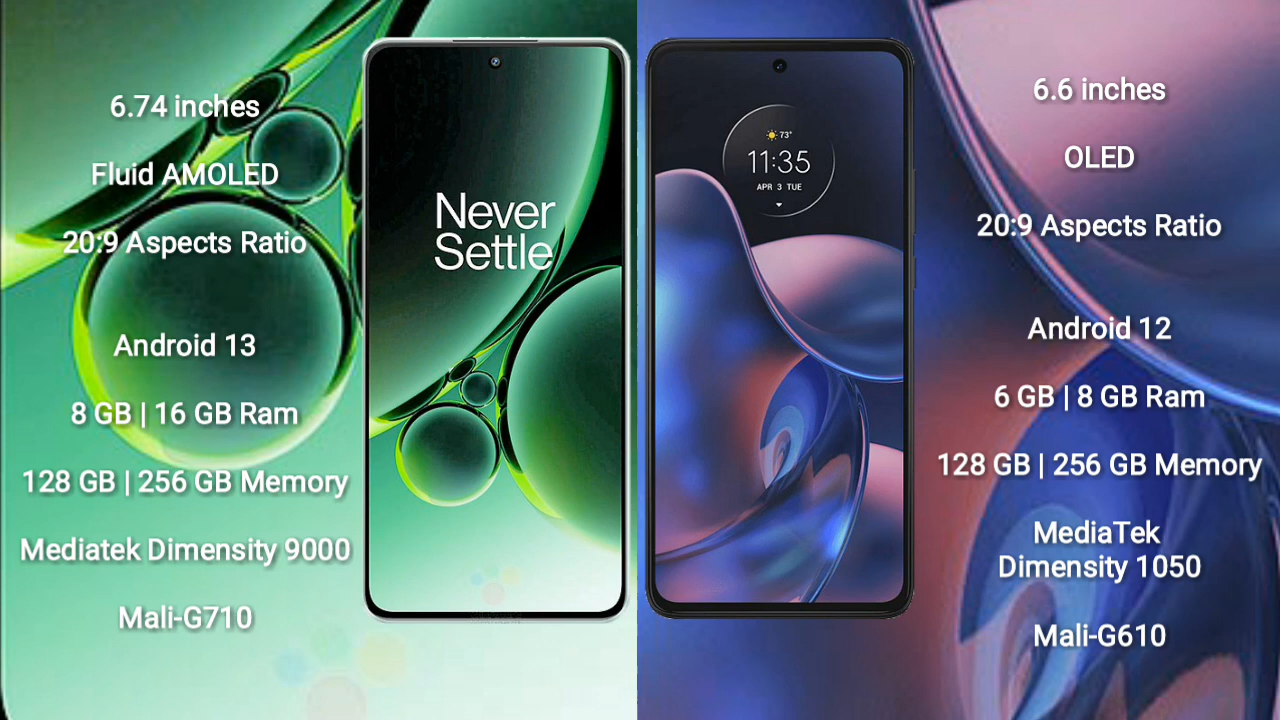 6.74 inches
Fluid AMOLED
20:9 Aspects Ratio
Android 13
8 GB | 16 GB Ram
128 GB | 256 GB Memory
Mediatek Dimensity 9000
Mali-G710
Never
Settle
73°
11:35
APR 3 TUE
6.6 inches
OLED
20:9 Aspects Ratio
Android 12
6 GB | 8 GB Ram
128 GB | 256 GB Memory
MediaTek
Dimensity 1050
Mali-G610